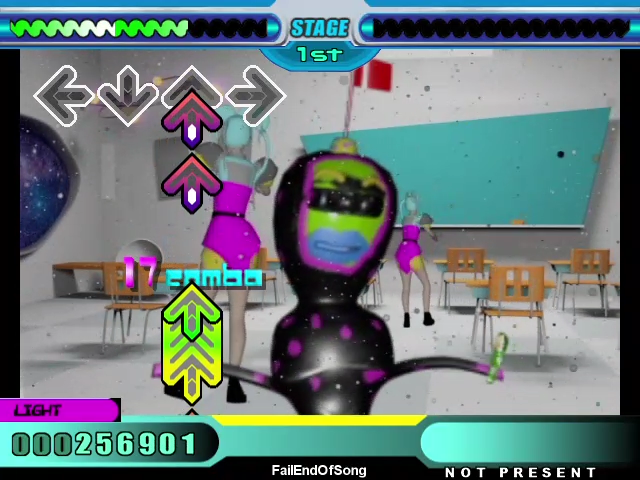 STAGE
1st
17 combo
LIGHT
000256901
FailEndOfSong
NOT PRESENT